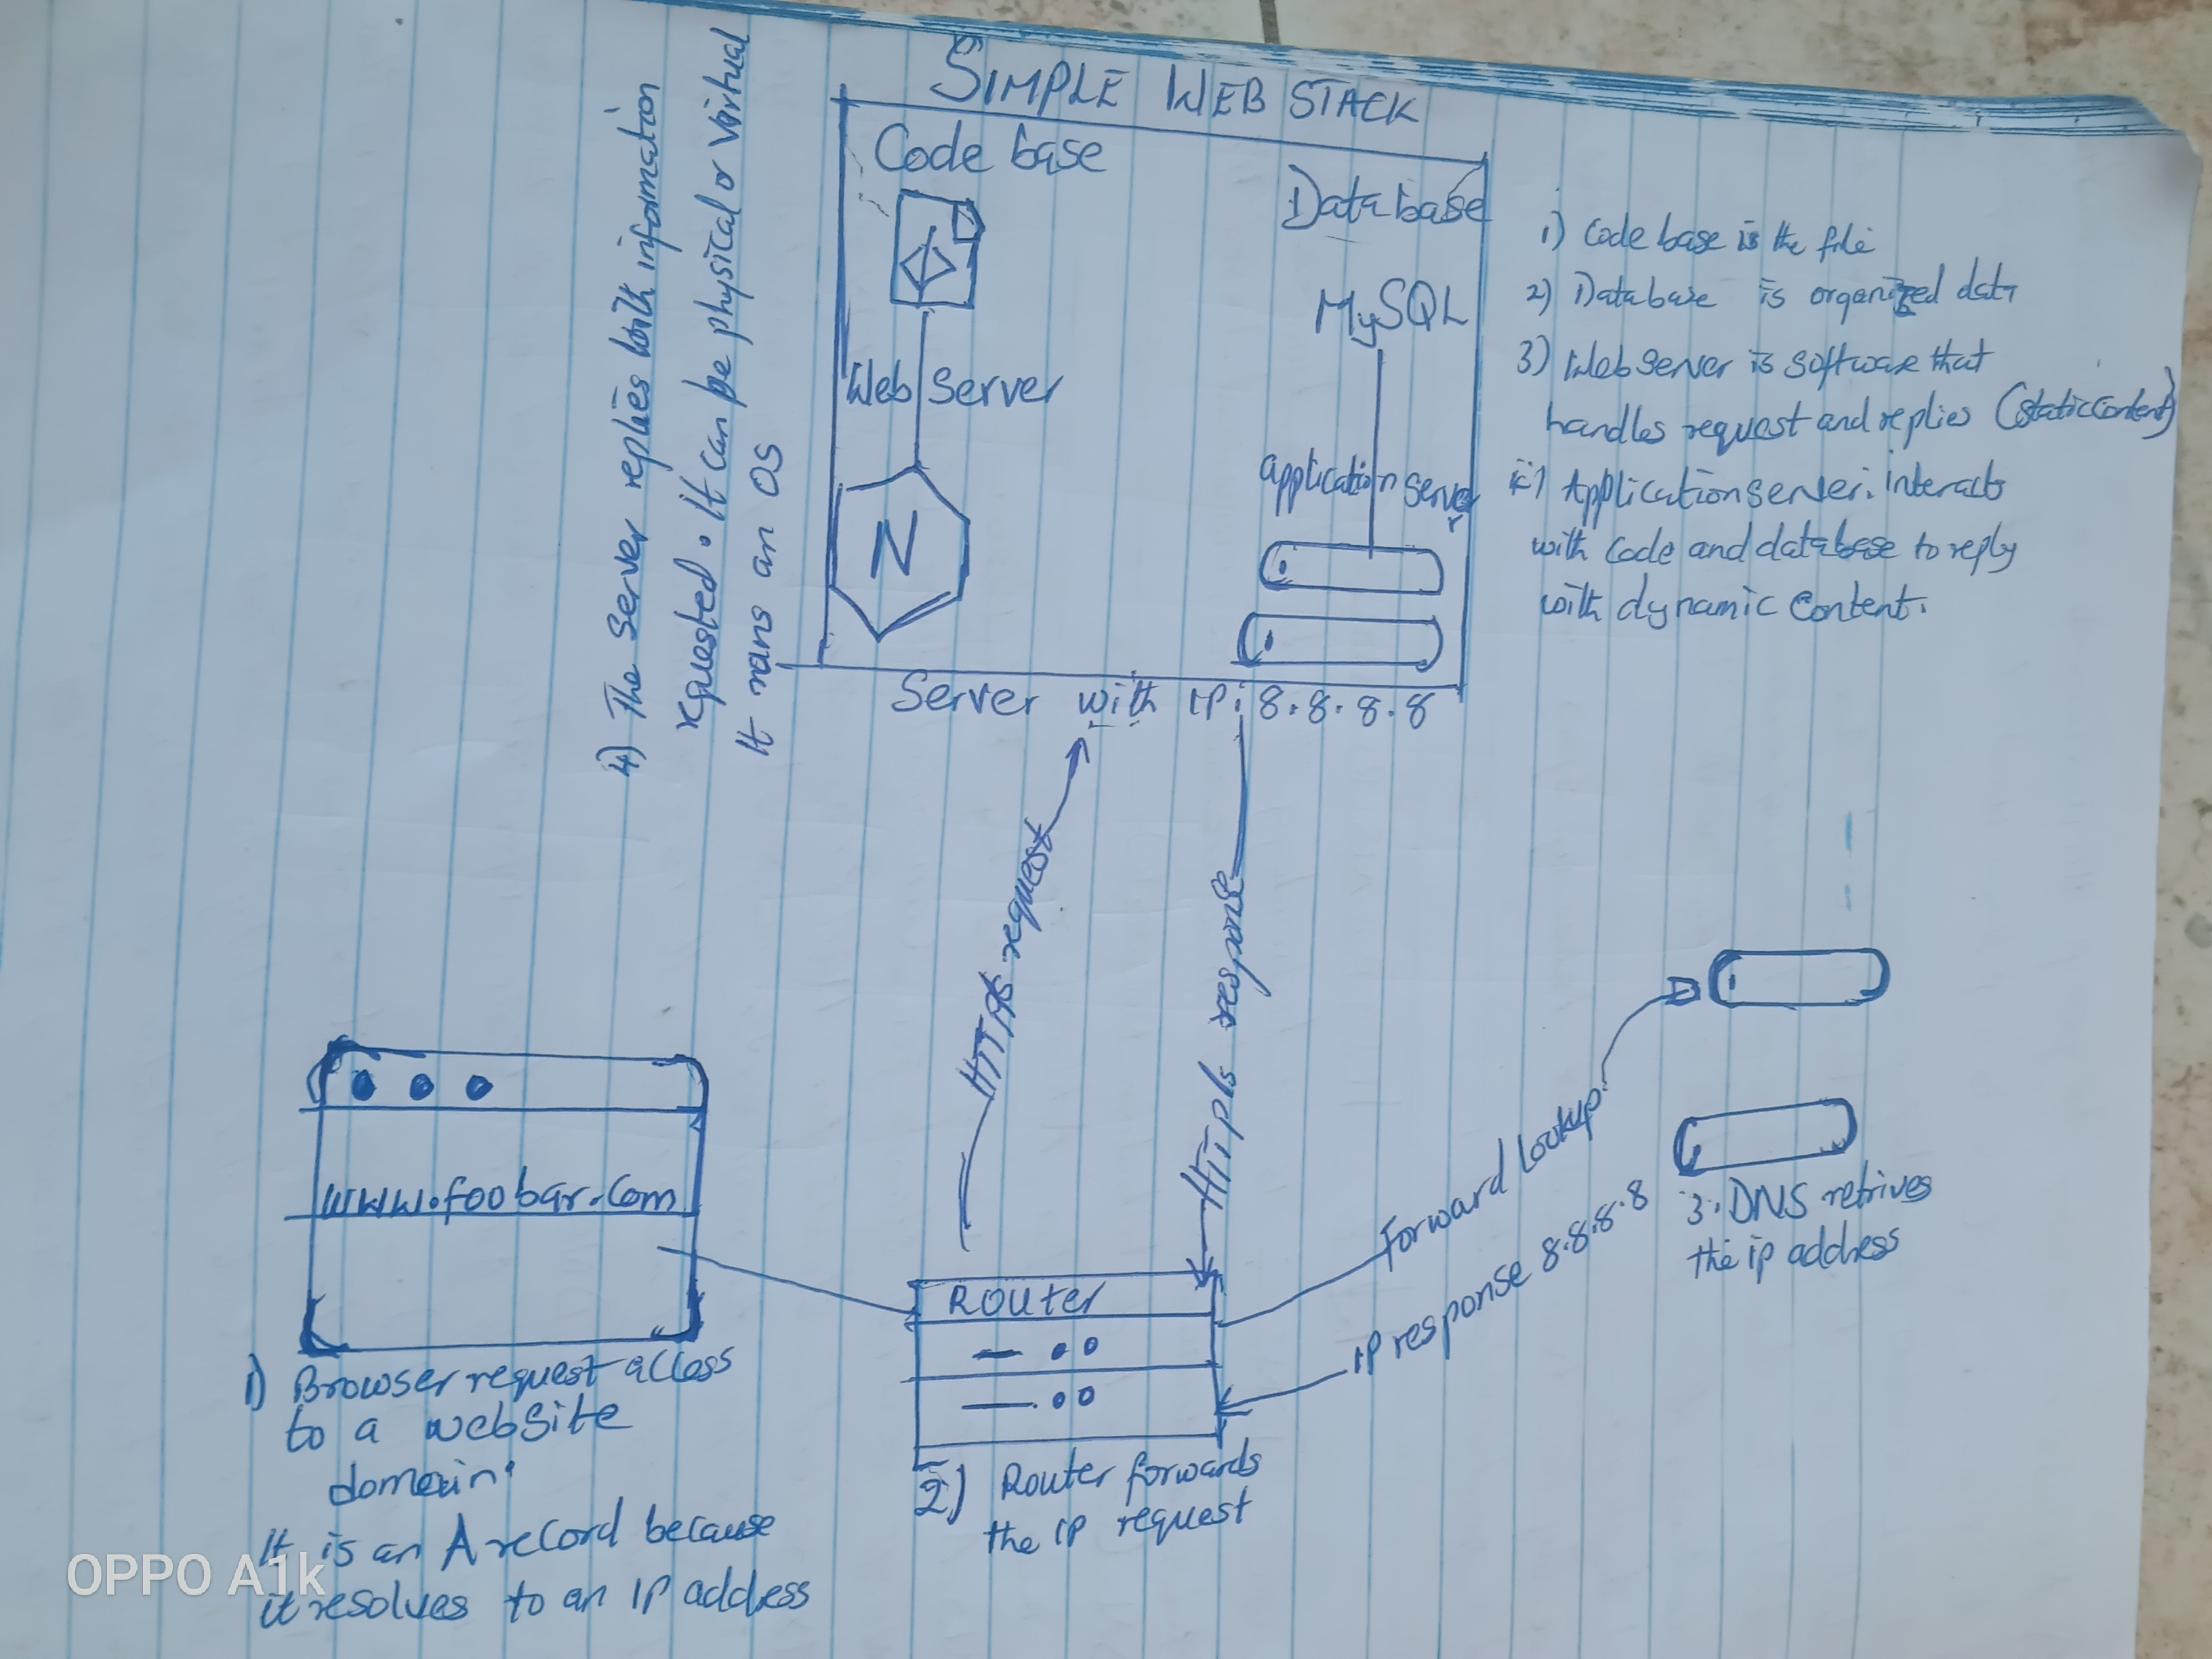 SIMPLE WEB STACK
Code base
Database
MySQL
Web Server
application server
N
Server with IP: 8.8.8.8
1) Code base is the file
2) Database is organized data
3) Web server is software that
handles request and replies (static content)
Application server: interacts
with code and database to reply
with dynamic content.
4) The Server replies with information
requested. It can be physical or virtual
It runs an OS
request
Https response
www.foobar.com
1) Browser request access
to a website
domain.
It is an A record because
it resolves to an IP address
Router
2) Router forwards
the IP request
Forward Lookup
IP response 8.8.8.8
3. DNS retrives
the ip address
OPPO A1k